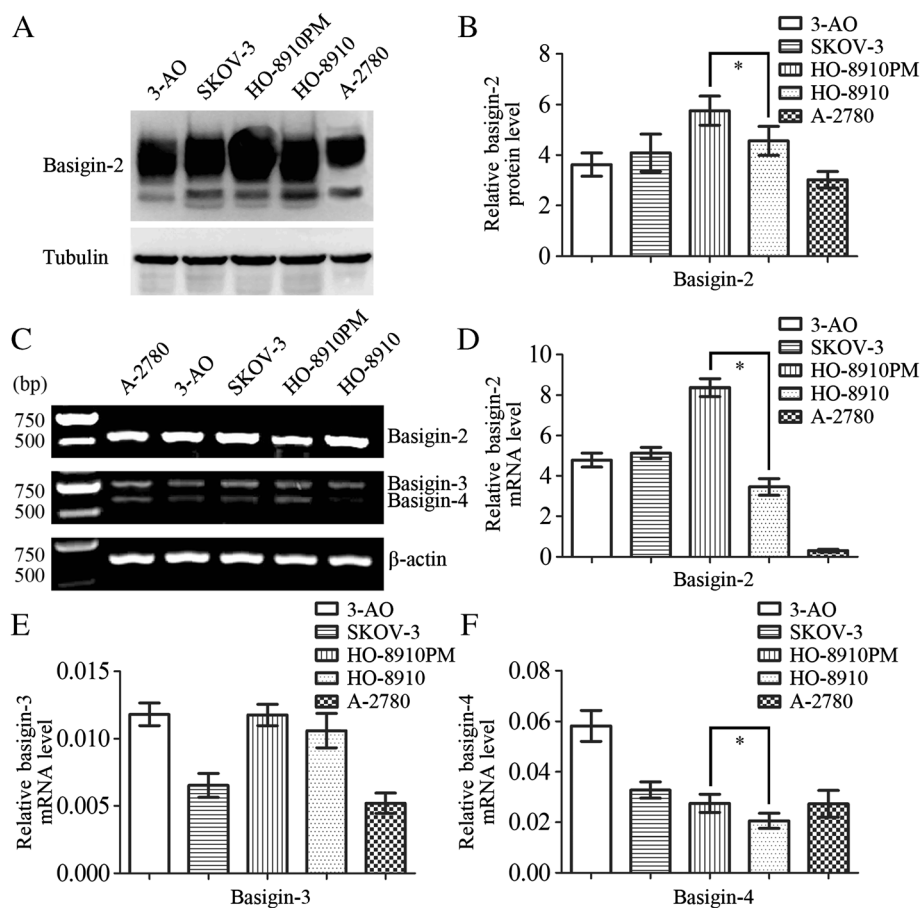 A
3-AO
SKOV-3
HO-8910PM
HO-8910
A-2780
Basigin-2
Tubulin
B
Relative basigin-2
protein level
8
6
4
2
0
*
3-AO
SKOV-3
HO-8910PM
HO-8910
A-2780
Basigin-2
C
(bp)
A-2780
3-AO
SKOV-3
HO-8910PM
HO-8910
750
500
Basigin-2
750
500
Basigin-3
Basigin-4
750
500
β-actin
D
Relative basigin-2
mRNA level
10
8
6
4
2
0
*
3-AO
SKOV-3
HO-8910PM
HO-8910
A-2780
Basigin-2
E
Relative basigin-3
mRNA level
0.015
0.010
0.005
0.000
3-AO
SKOV-3
HO-8910PM
HO-8910
A-2780
Basigin-3
F
Relative basigin-4
mRNA level
0.08
0.06
0.04
0.02
0.00
*
3-AO
SKOV-3
HO-8910PM
HO-8910
A-2780
Basigin-4